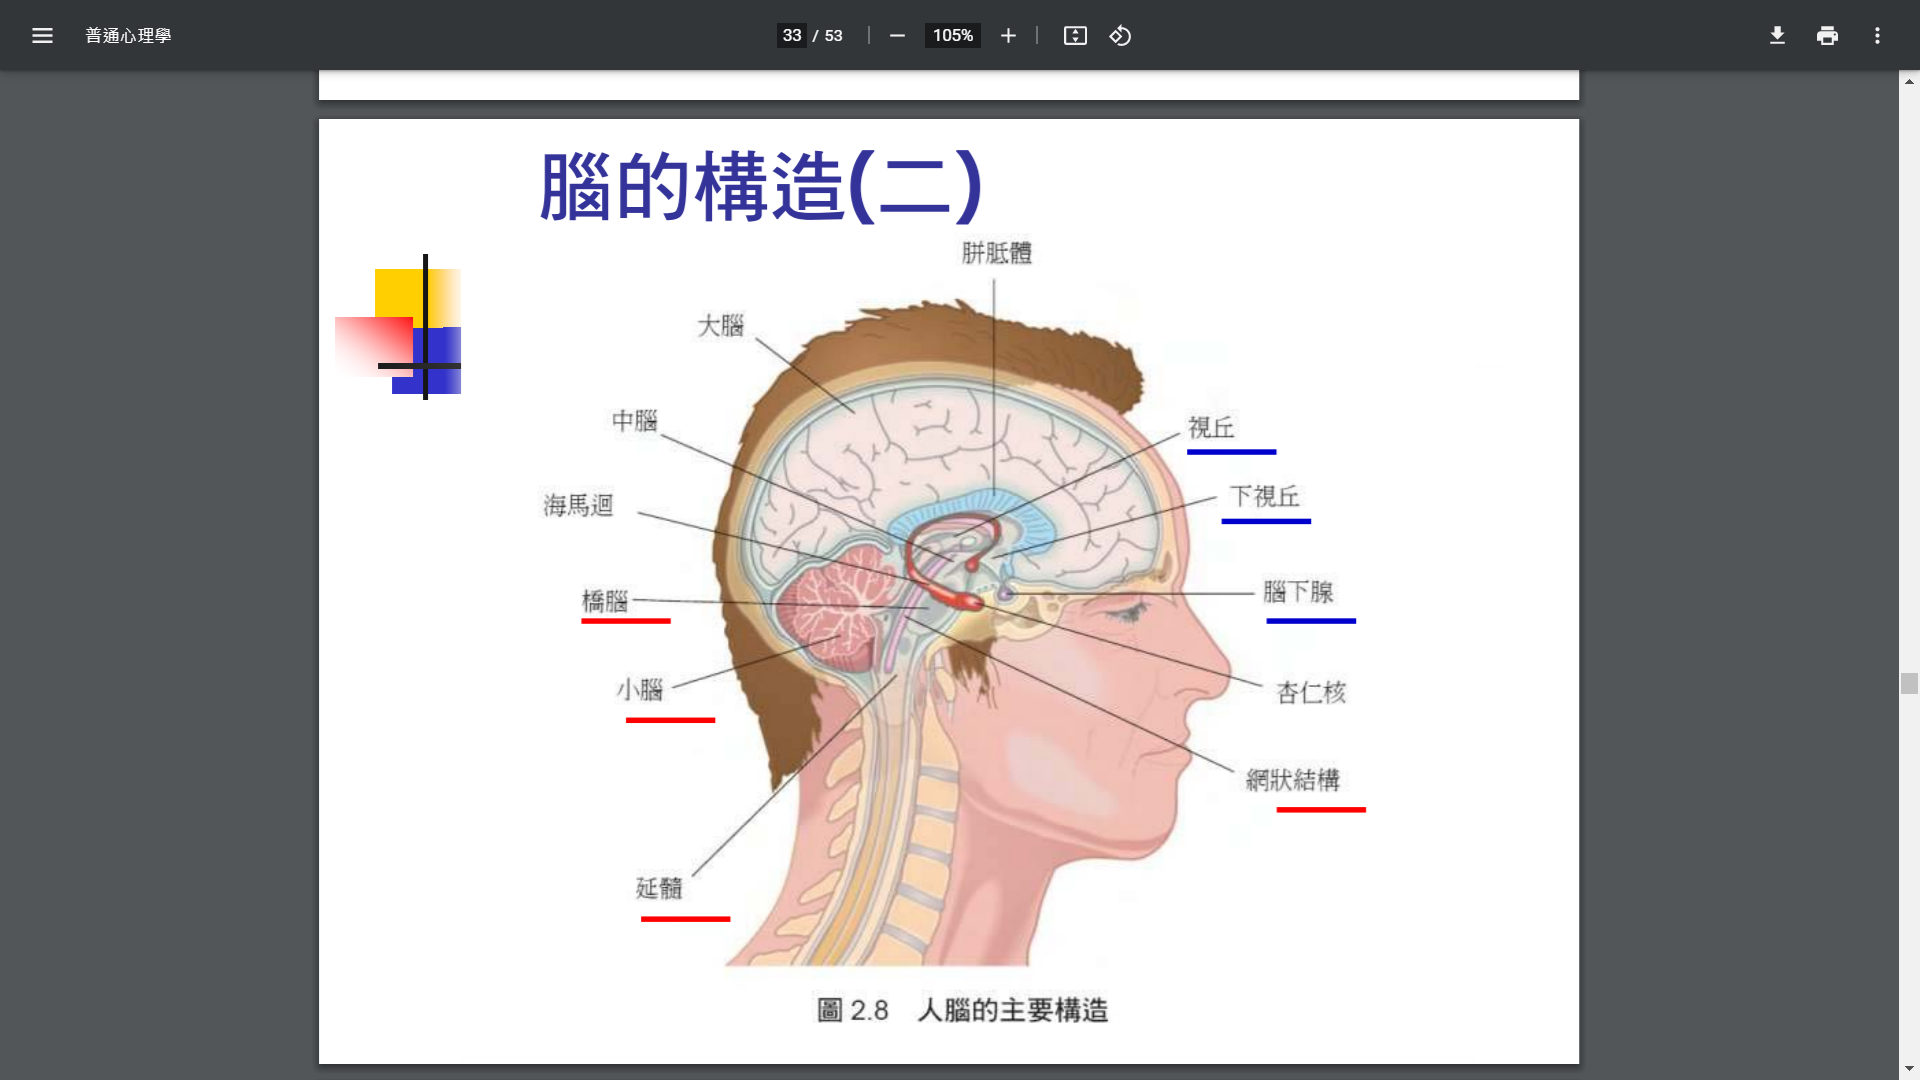 普通心理學
33 / 53
105%
腦的構造(二)
胼胝體
大腦
中腦
視丘
海馬迴
下視丘
橋腦
腦下腺
小腦
杏仁核
網狀結構
延髓
圖 2.8 人腦的主要構造